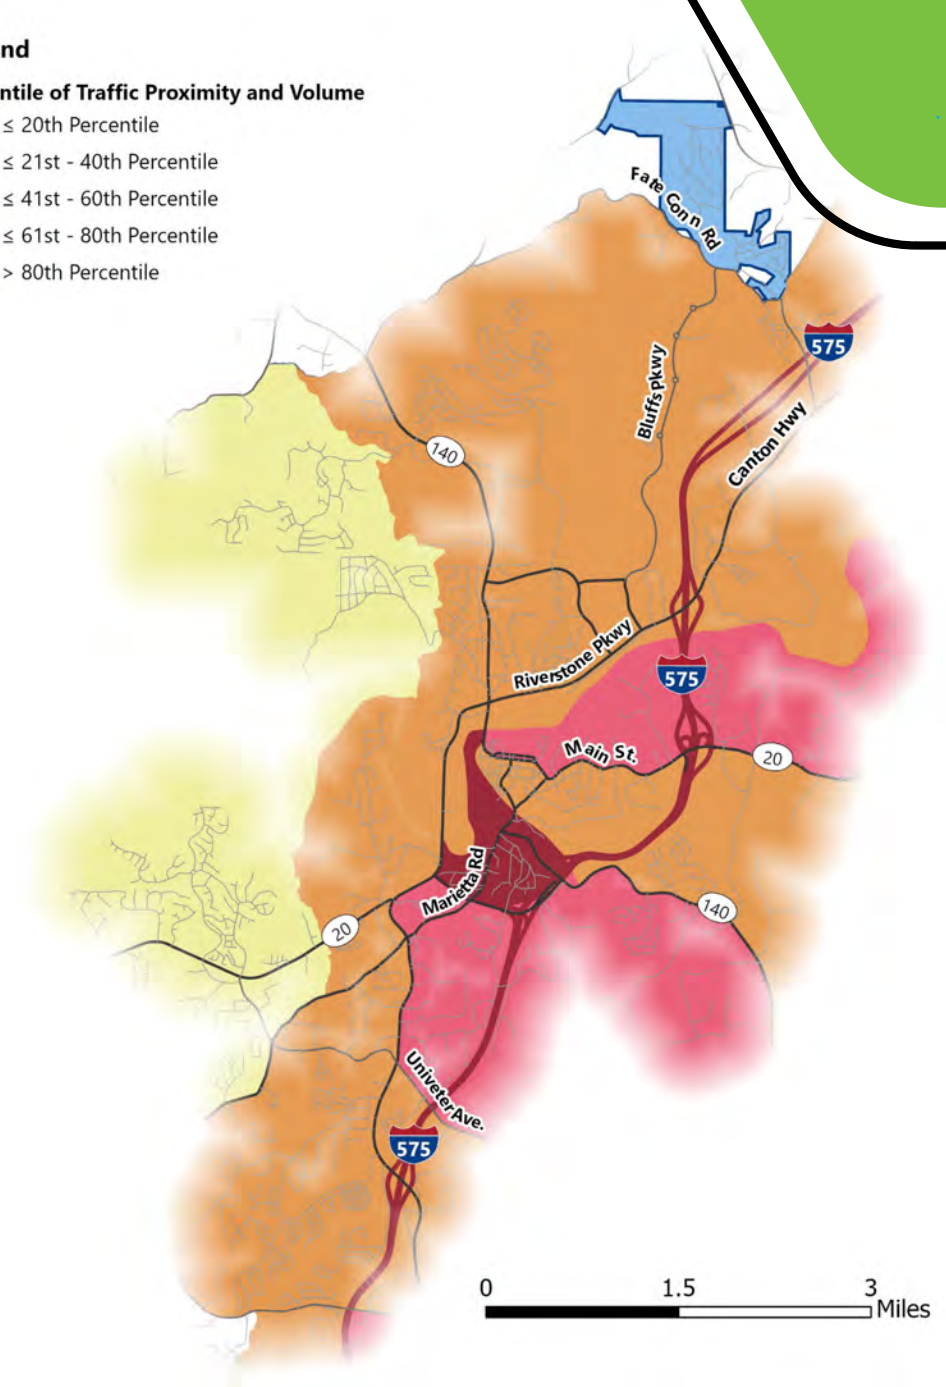 nd
ntile of Traffic Proximity and Volume
≤ 20th Percentile
≤ 21st - 40th Percentile
≤ 41st - 60th Percentile
≤ 61st - 80th Percentile
> 80th Percentile
Fate Conn Rd
575
Bluffs Pkwy
Canton Hwy
140
Riverstone Pkwy
575
Main St.
20
Marietta Rd
140
20
Univeter Ave.
575
0 1.5 3
Miles